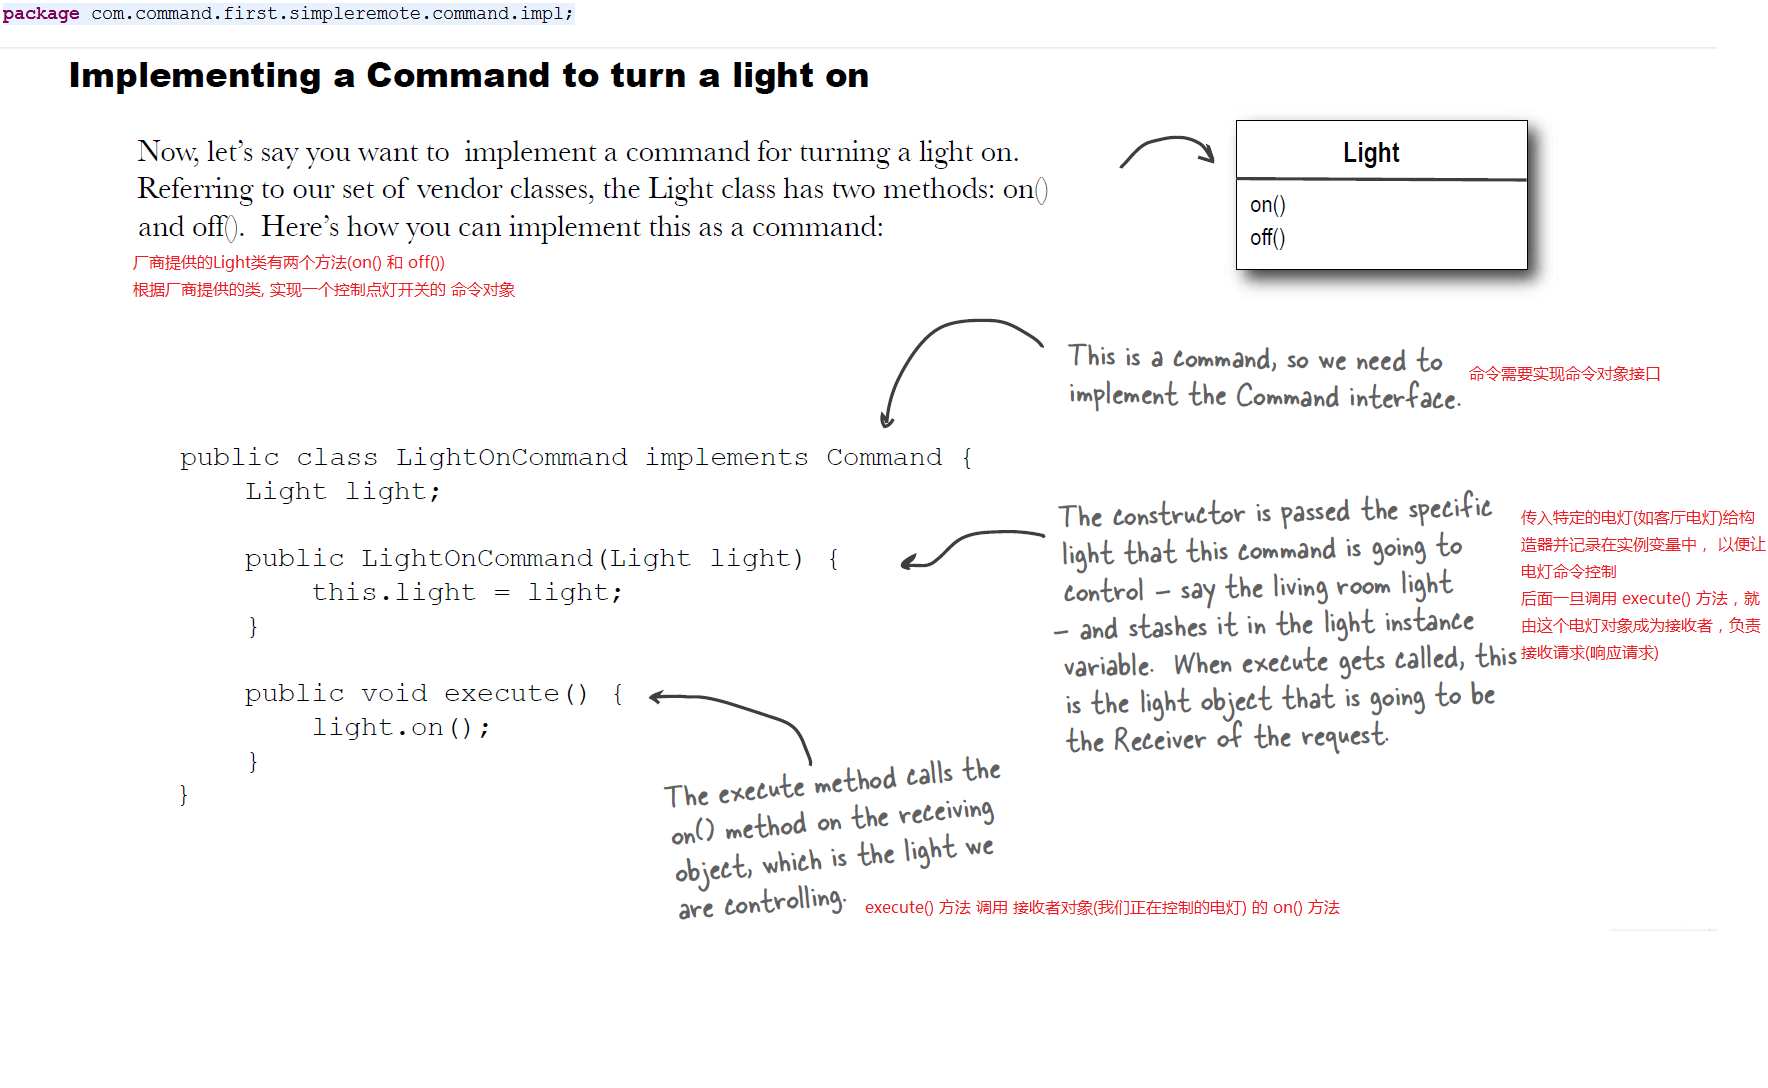 package com.command.first.simpleremote.command.impl;
Implementing a Command to turn a light on
Now, let's say you want to implement a command for turning a light on.
Referring to our set of vendor classes, the Light class has two methods: on()
and off(). Here's how you can implement this as a command:
厂商提供的Light类有两个方法(on() 和 off())
根据厂商提供的类, 实现一个控制点灯开关的 命令对象
Light
on()
off()
This is a command, so we need to
implement the Command interface.
命令需要实现命令对象接口
public class LightOnCommand implements Command {
Light light;
public LightOnCommand(Light light) {
this.light = light;
}
public void execute() {
light.on();
}
}
The constructor is passed the specific
light that this command is going to
control – say the living room light
– and stashes it in the light instance
variable. When execute gets called, this
is the light object that is going to be
the Receiver of the request.
传入特定的电灯(如客厅电灯)给构
造器并记录在实例变量中，以便让
电灯命令控制
后面一旦调用 execute() 方法，就
由这个电灯对象成为接收者，负责
接收请求(响应请求)
The execute method calls the
on() method on the receiving
object, which is the light we
are controlling.
execute() 方法 调用 接收者对象(我们正在控制的电灯) 的 on() 方法